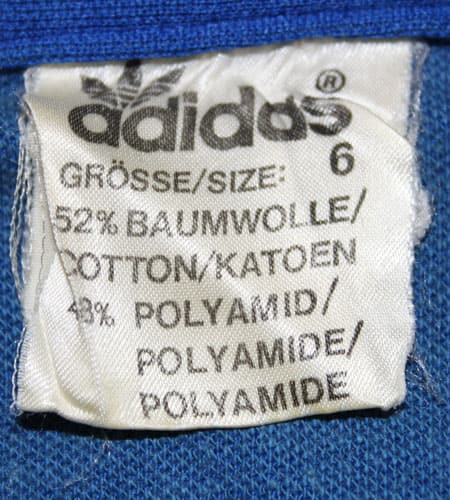 adidas®
GRÖSSE/SIZE: 6
52% BAUMWOLLE/
COTTON/KATOEN
48% POLYAMID/
POLYAMIDE/
POLYAMIDE